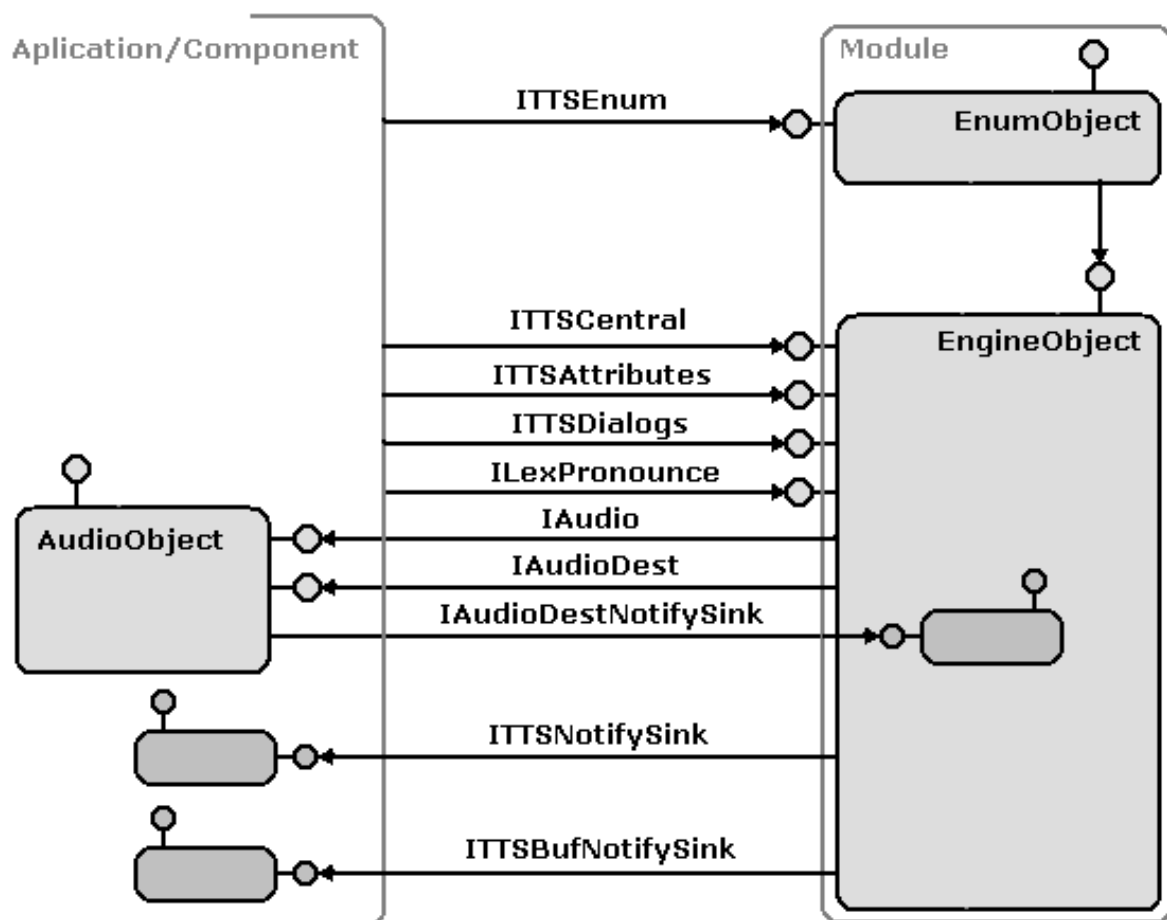 Aplication/Component
Module
ITTSEnum
EnumObject
ITTSCentral
EngineObject
ITTSAttributes
ITTSDialogs
ILexPronounce
IAudio
AudioObject
IAudioDest
IAudioDestNotifySink
ITTSNotifySink
ITTSBufNotifySink